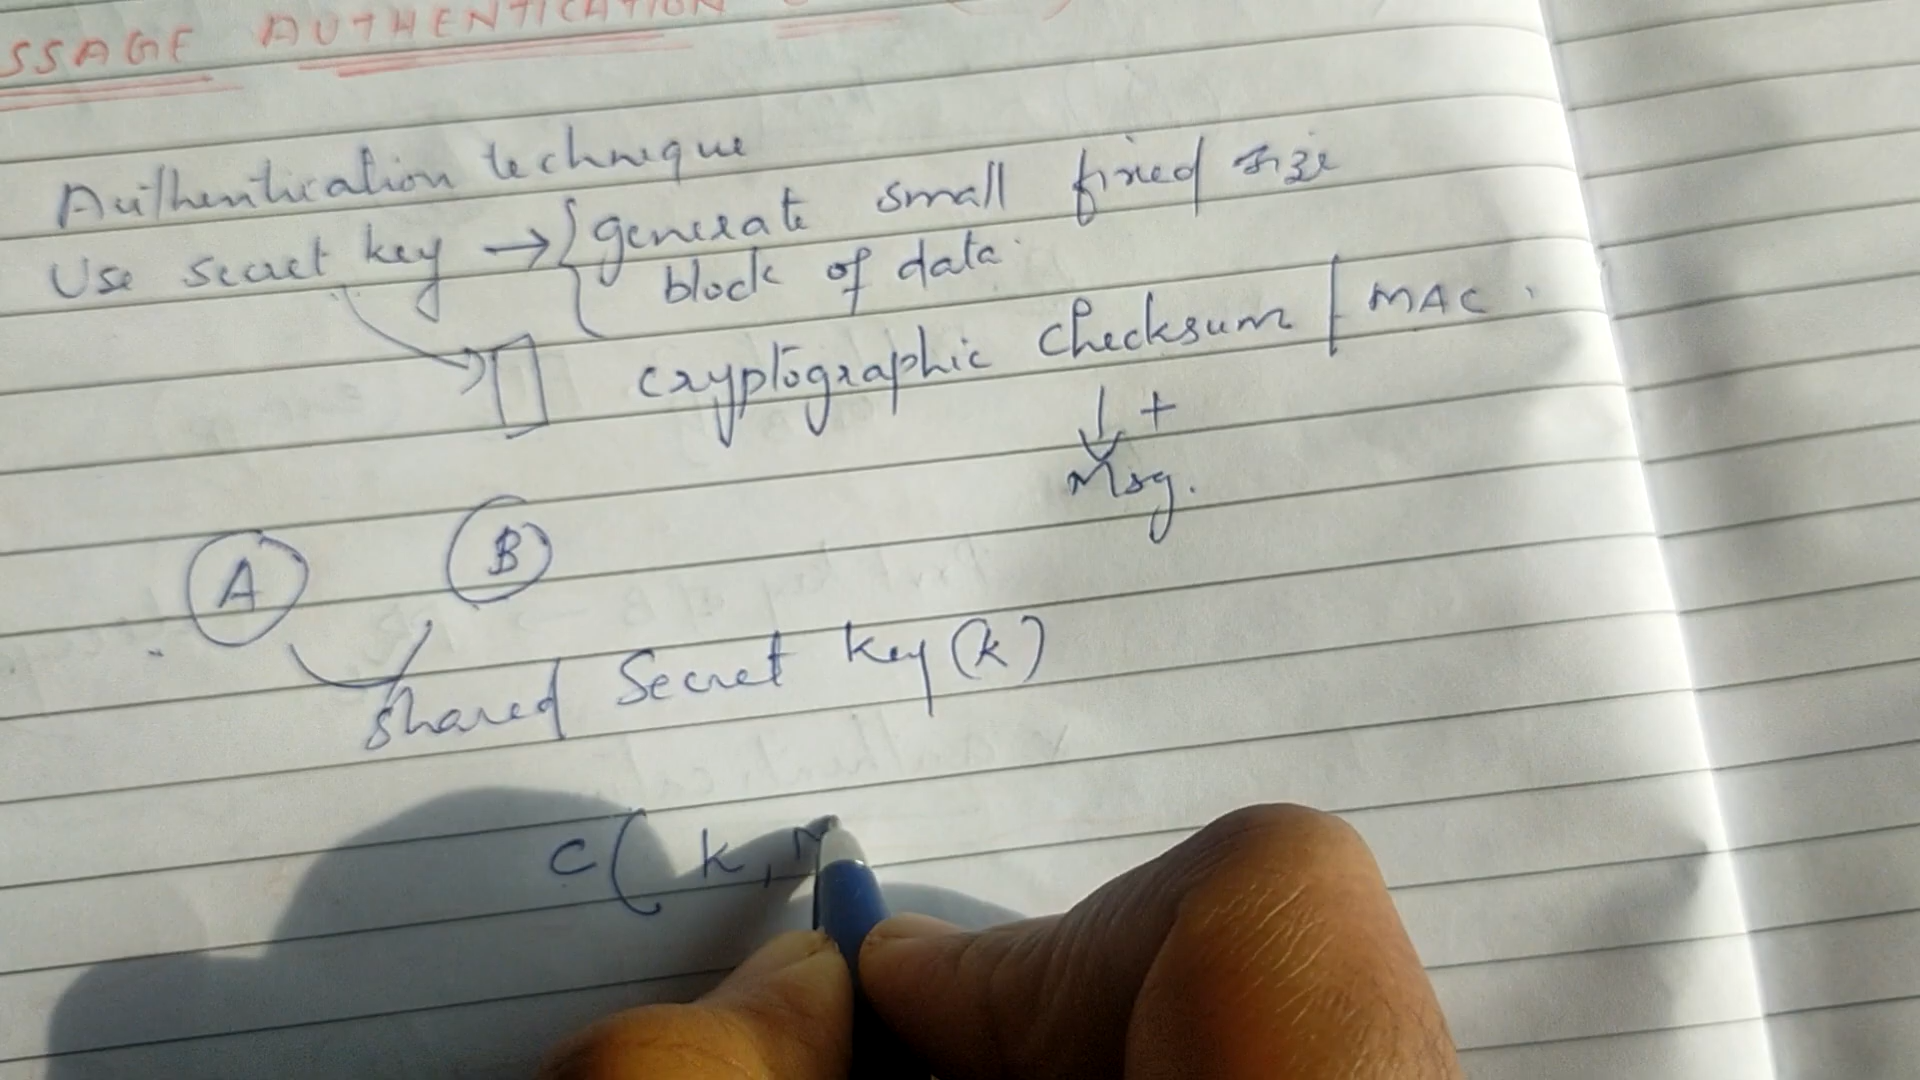 SSAGE AUTHENTICATION
Authentication technique
Use secret key → generate small fixed size
block of data.
cryptographic checksum / MAC.
↓ +
Msg.
A B
shared Secret key (k)
C( k, M